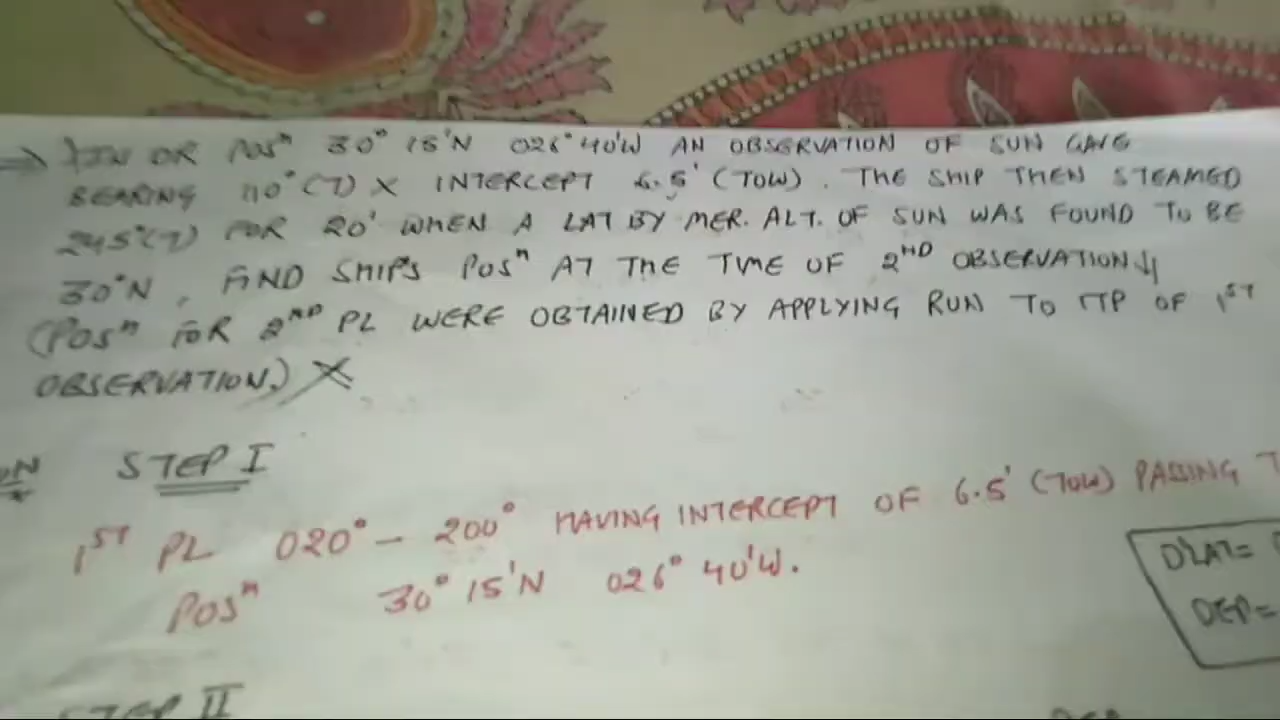 → IN DR POSⁿ 30° 15'N 026° 40'W AN OBSERVATION OF SUN GAVE
BEARING 110° (T) X INTERCEPT 6.5' (TOW). THE SHIP THEN STEAMED
245°(T) FOR 20' WHEN A LAT BY MER. ALT. OF SUN WAS FOUND TO BE
30°N, FIND SHIPS POSⁿ AT THE TIME OF 2ND OBSERVATION
(POSⁿ FOR 2ND PL WERE OBTAINED BY APPLYING RUN TO ITP OF 1ST
OBSERVATION.)
STEP I
1ST PL 020° - 200° HAVING INTERCEPT OF 6.5' (TOW) PASSING
POSⁿ 30° 15'N 026° 40'W.
DLAT=
DEP=
STEP II